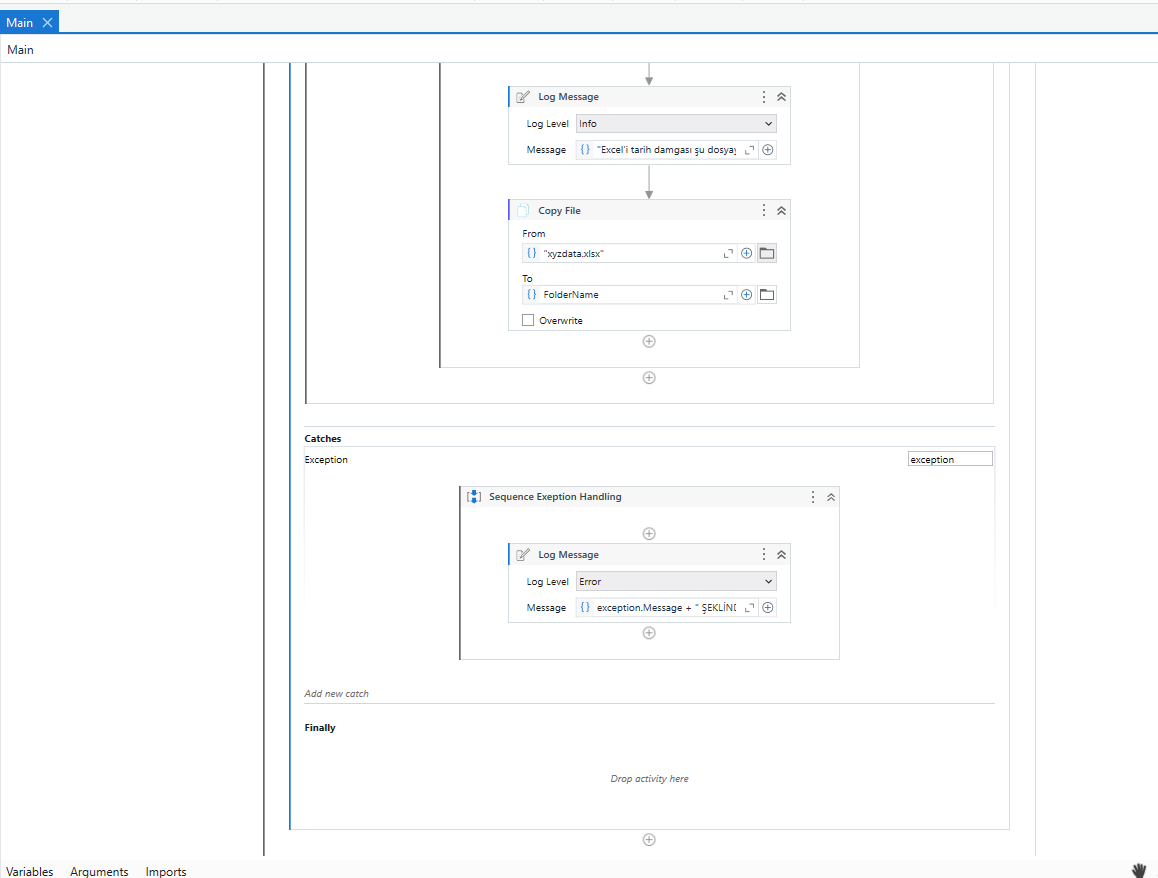 Main
Main
Log Message
Log Level Info
Message "Excel'i tarih damgası şu dosyay
Copy File
From
"xyzdata.xlsx"
To
FolderName
Overwrite
Catches
Exception exception
Sequence Exeption Handling
Log Message
Log Level Error
Message exception.Message + " ŞEKLİND
Add new catch
Finally
Drop activity here
Variables Arguments Imports